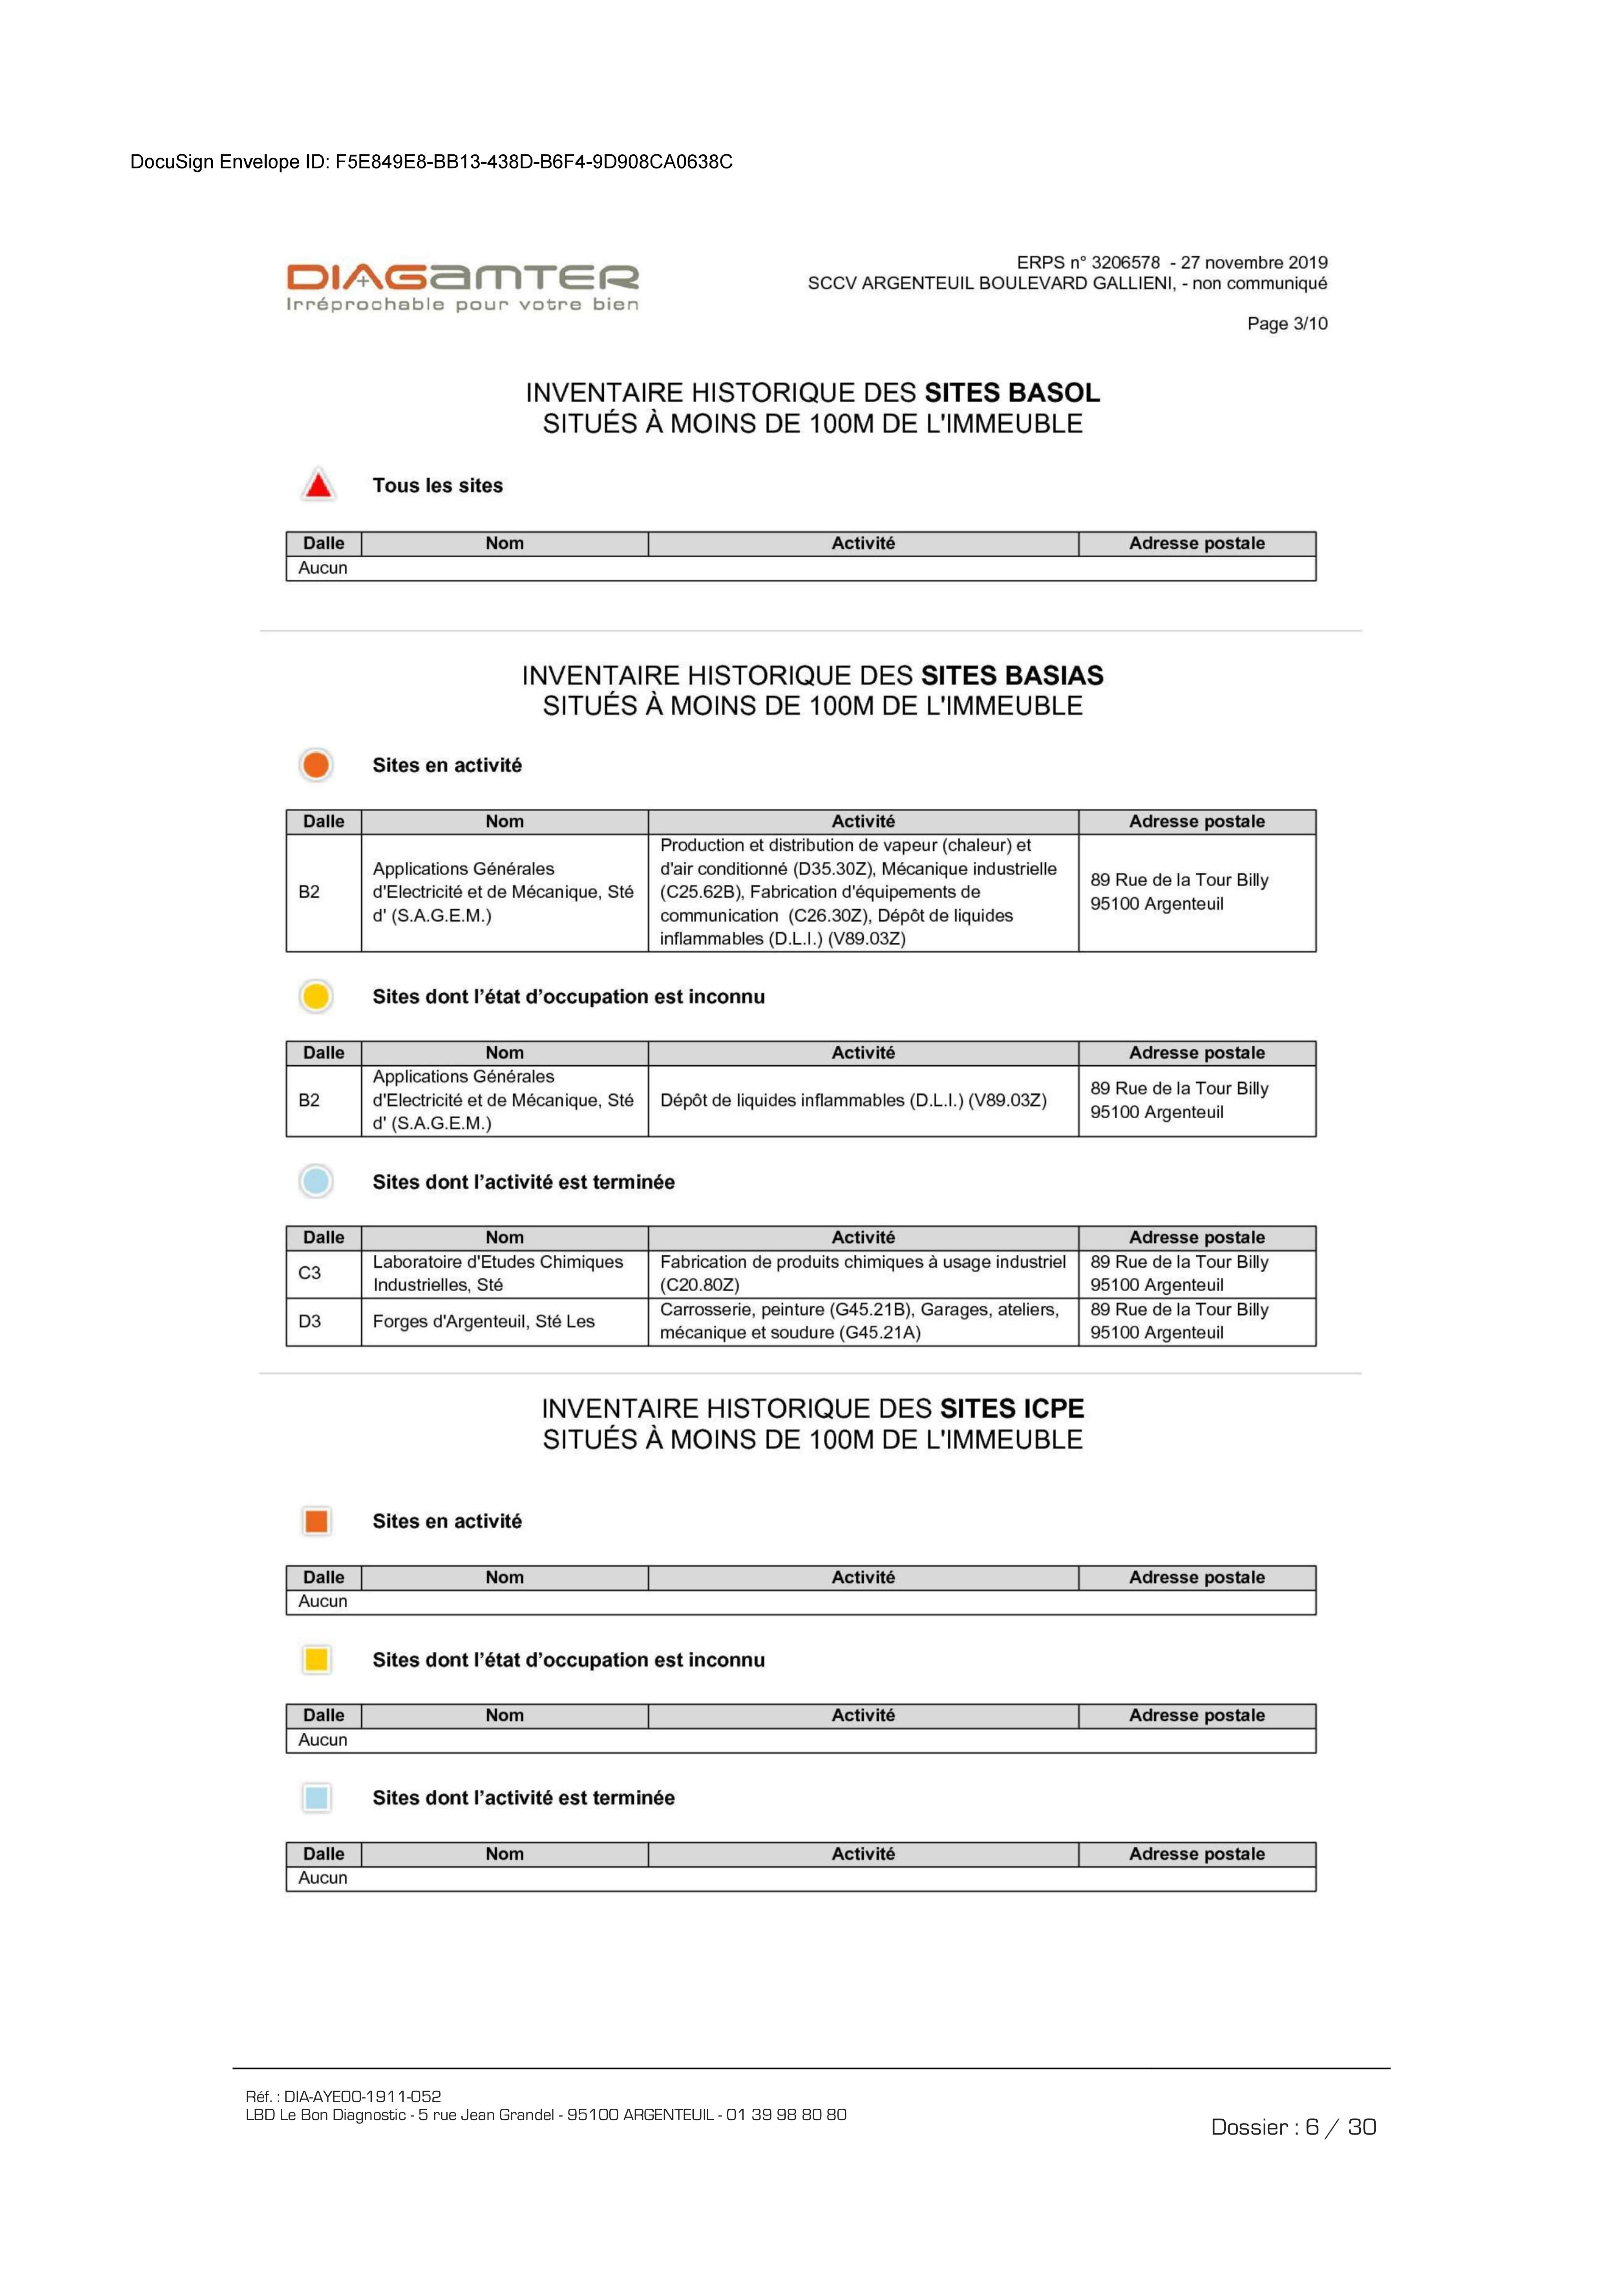 DocuSign Envelope ID: F5E849E8-BB13-438D-B6F4-9D908CA0638C
DIAGAMTER
Irréprochable pour votre bien
ERPS n° 3206578 - 27 novembre 2019
SCCV ARGENTEUIL BOULEVARD GALLIENI, - non communiqué
Page 3/10
INVENTAIRE HISTORIQUE DES SITES BASOL
SITUÉS À MOINS DE 100M DE L'IMMEUBLE
Tous les sites
Dalle Nom Activité Adresse postale
Aucun
INVENTAIRE HISTORIQUE DES SITES BASIAS
SITUÉS À MOINS DE 100M DE L'IMMEUBLE
Sites en activité
Dalle Nom Activité Adresse postale
B2
Applications Générales
d'Electricité et de Mécanique, Sté
d' (S.A.G.E.M.)
Production et distribution de vapeur (chaleur) et
d'air conditionné (D35.30Z), Mécanique industrielle
(C25.62B), Fabrication d'équipements de
communication (C26.30Z), Dépôt de liquides
inflammables (D.L.I.) (V89.03Z)
89 Rue de la Tour Billy
95100 Argenteuil
Sites dont l'état d'occupation est inconnu
Dalle Nom Activité Adresse postale
B2
Applications Générales
d'Electricité et de Mécanique, Sté
d' (S.A.G.E.M.)
Dépôt de liquides inflammables (D.L.I.) (V89.03Z)
89 Rue de la Tour Billy
95100 Argenteuil
Sites dont l'activité est terminée
Dalle Nom Activité Adresse postale
C3
Laboratoire d'Etudes Chimiques
Industrielles, Sté
Fabrication de produits chimiques à usage industriel
(C20.80Z)
89 Rue de la Tour Billy
95100 Argenteuil
D3
Forges d'Argenteuil, Sté Les
Carrosserie, peinture (G45.21B), Garages, ateliers,
mécanique et soudure (G45.21A)
89 Rue de la Tour Billy
95100 Argenteuil
INVENTAIRE HISTORIQUE DES SITES ICPE
SITUÉS À MOINS DE 100M DE L'IMMEUBLE
Sites en activité
Dalle Nom Activité Adresse postale
Aucun
Sites dont l'état d'occupation est inconnu
Dalle Nom Activité Adresse postale
Aucun
Sites dont l'activité est terminée
Dalle Nom Activité Adresse postale
Aucun
Réf. : DIA-AYE00-1911-052
LBD Le Bon Diagnostic - 5 rue Jean Grandel - 95100 ARGENTEUIL - 01 39 98 80 80
Dossier : 6 / 30